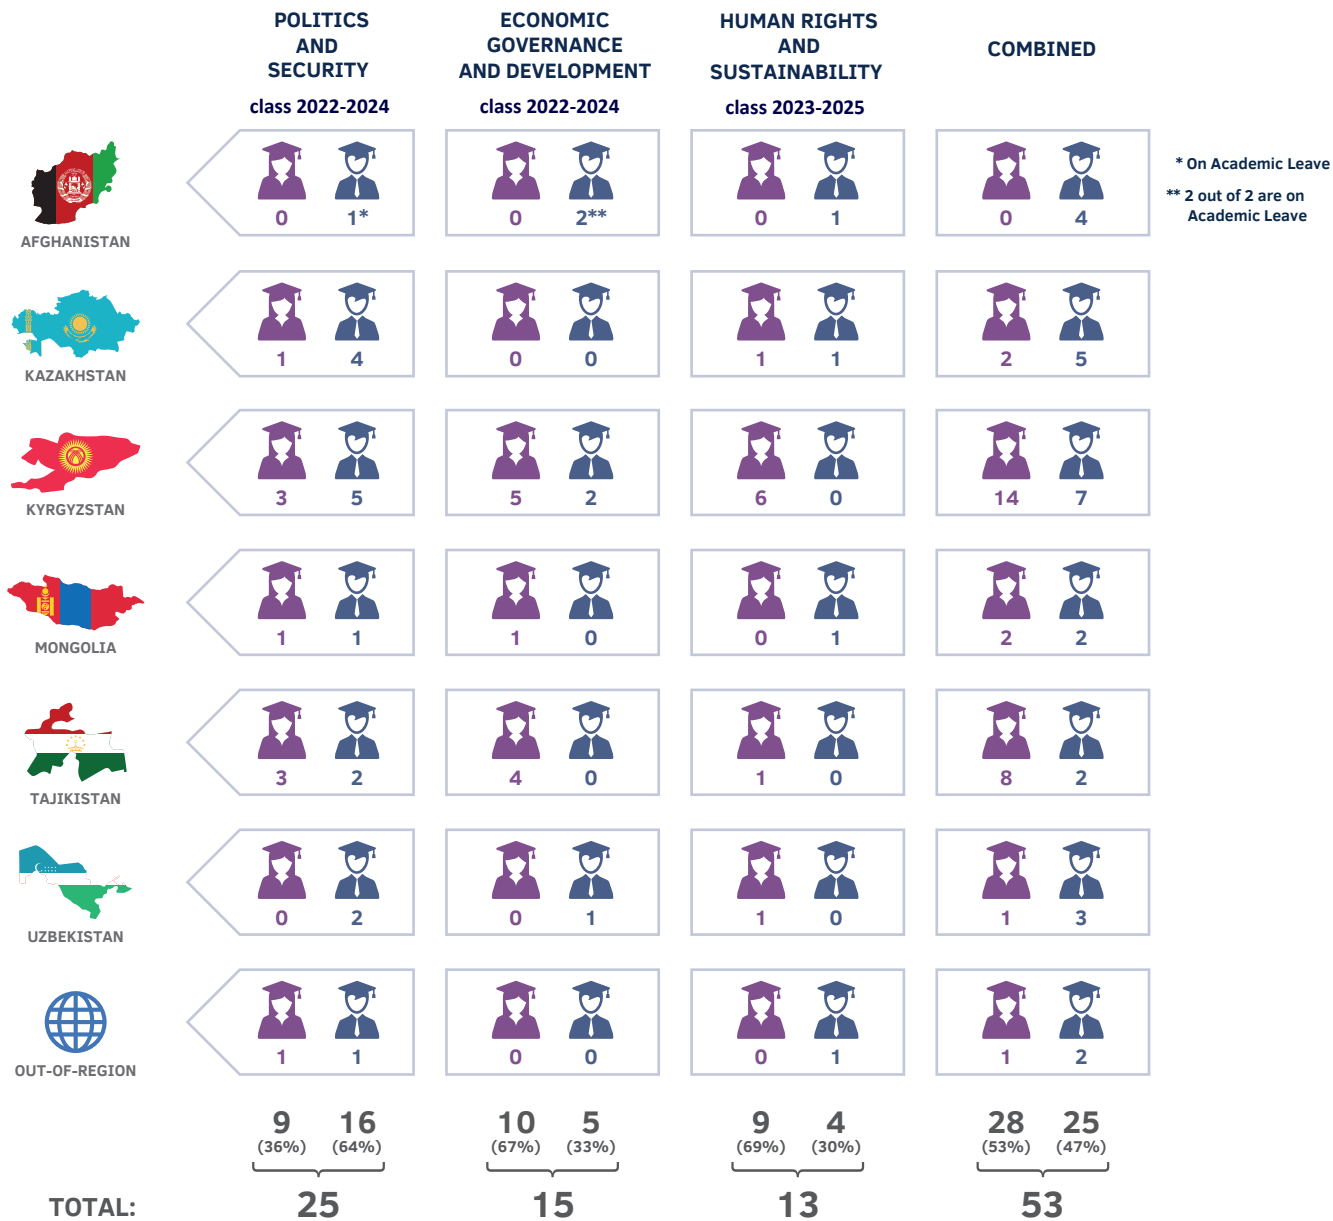 POLITICS
AND
SECURITY
class 2022-2024
ECONOMIC
GOVERNANCE
AND DEVELOPMENT
class 2022-2024
HUMAN RIGHTS
AND
SUSTAINABILITY
class 2023-2025
COMBINED
* On Academic Leave
** 2 out of 2 are on
Academic Leave
0 1* 0 2** 0 1 0 4
AFGHANISTAN
1 4 0 0 1 1 2 5
KAZAKHSTAN
3 5 5 2 6 0 14 7
KYRGYZSTAN
1 1 1 0 0 1 2 2
MONGOLIA
3 2 4 0 1 0 8 2
TAJIKISTAN
0 2 0 1 1 0 1 3
UZBEKISTAN
1 1 0 0 0 1 1 2
OUT-OF-REGION
9 16 10 5 9 4 28 25
(36%) (64%) (67%) (33%) (69%) (30%) (53%) (47%)
TOTAL: 25 15 13 53